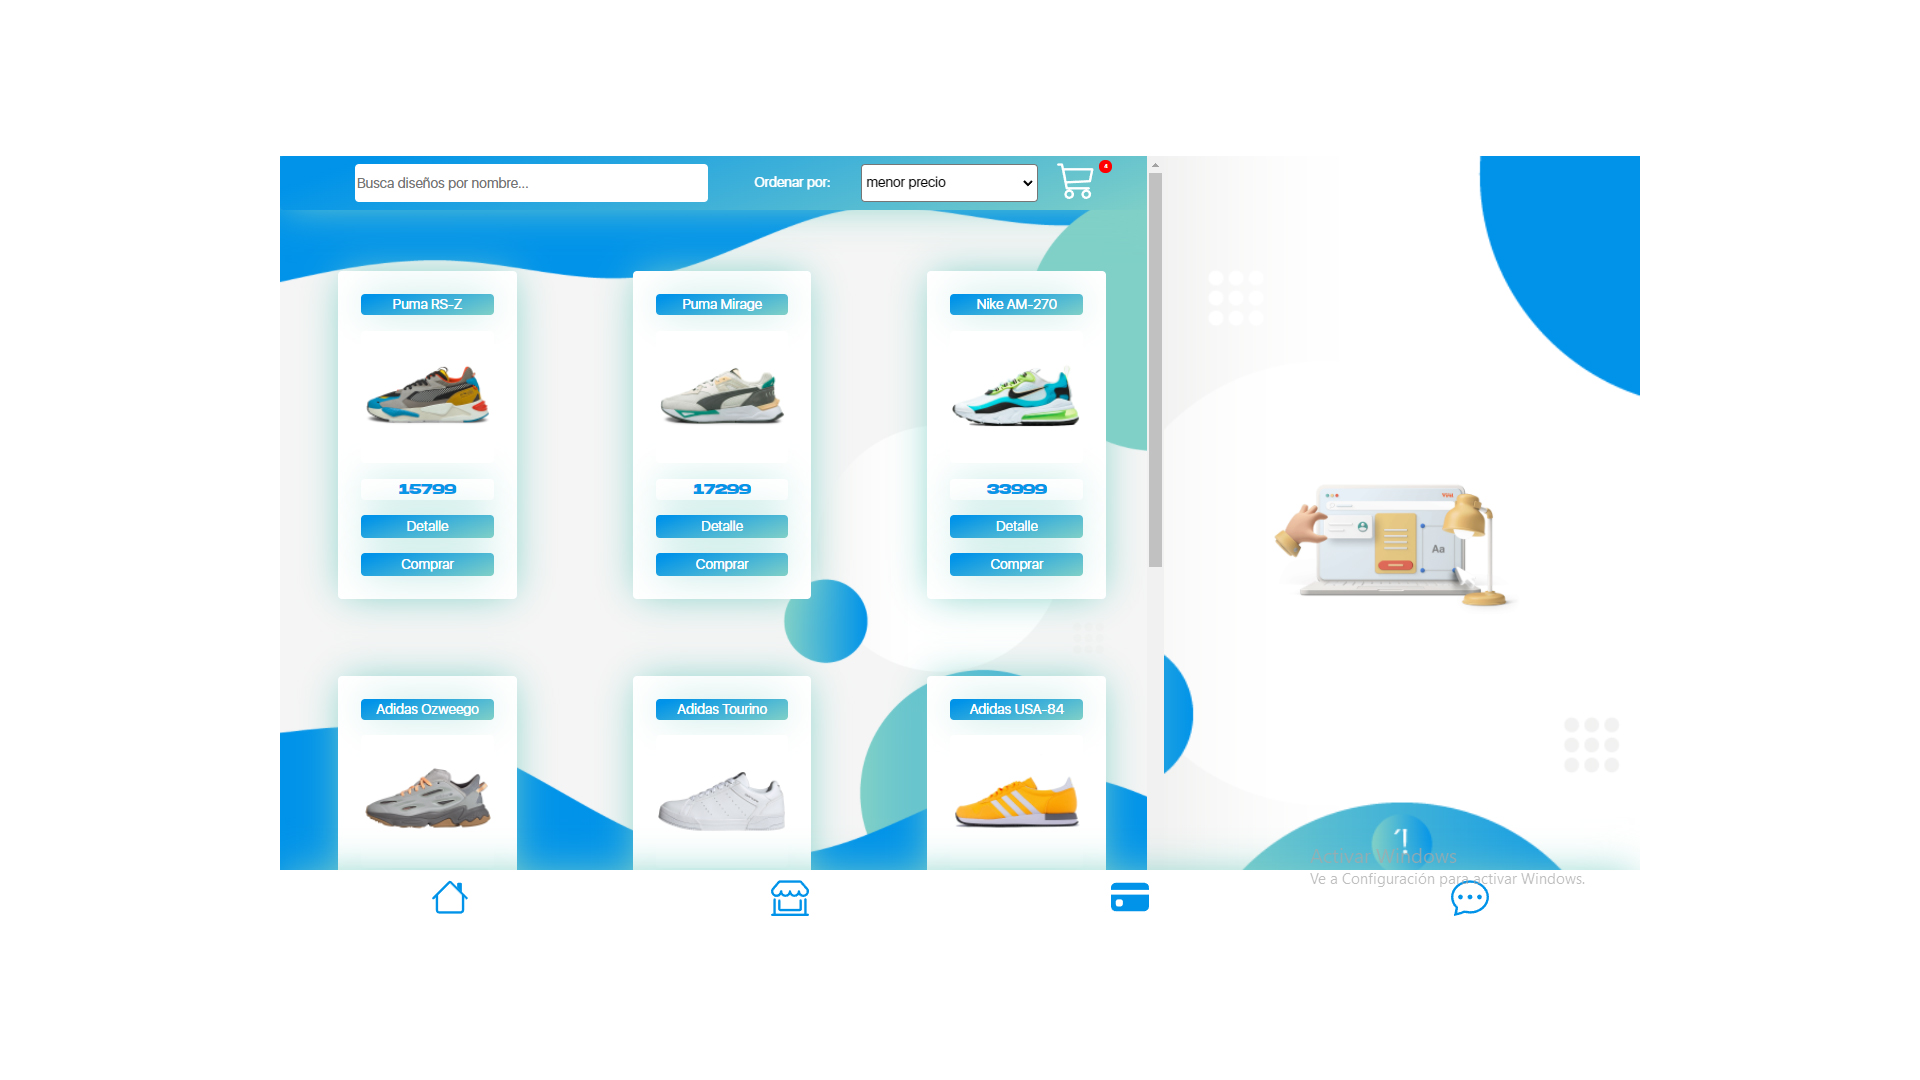 Busca diseños por nombre...
Ordenar por:
menor precio
Puma RS-Z
Puma Mirage
Nike AM-270
15799
17299
33999
Detalle
Detalle
Detalle
Comprar
Comprar
Comprar
Adidas Ozweego
Adidas Tourino
Adidas USA-84
Aa
Activar Windows
Ve a Configuración para activar Windows.